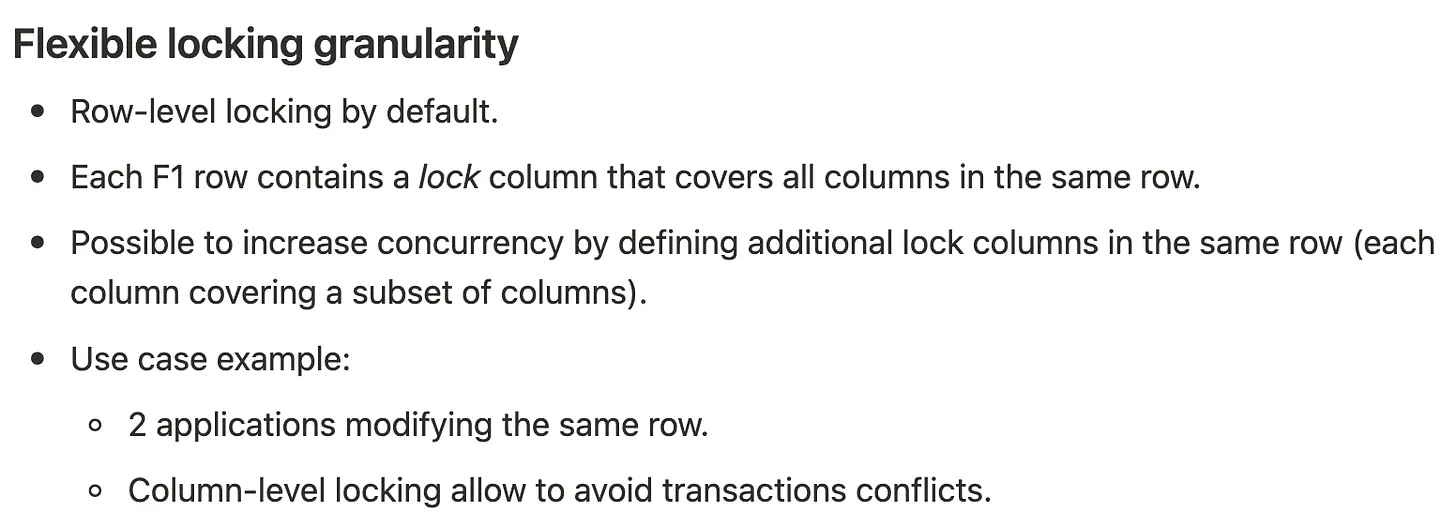 Flexible locking granularity
• Row-level locking by default.
• Each F1 row contains a lock column that covers all columns in the same row.
• Possible to increase concurrency by defining additional lock columns in the same row (each
column covering a subset of columns).
• Use case example:
◦ 2 applications modifying the same row.
◦ Column-level locking allow to avoid transactions conflicts.